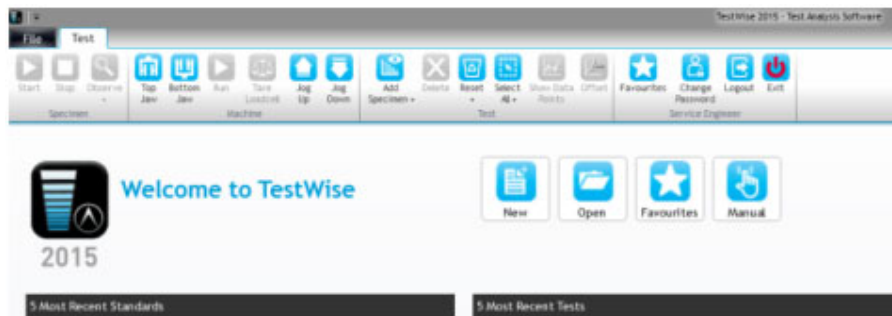 TestWise 2015 - Test Analysis Software
File Test
Start Stop Observe Top Jaw Bottom Jaw Run Tare Loadcell Jog Up Jog Down Add Specimen Delete Reset Select All Show Data Points Offset Favourites Change Password Logout Exit
Specimen Machine Test Service Engineer
Welcome to TestWise
2015
New Open Favourites Manual
5 Most Recent Standards 5 Most Recent Tests